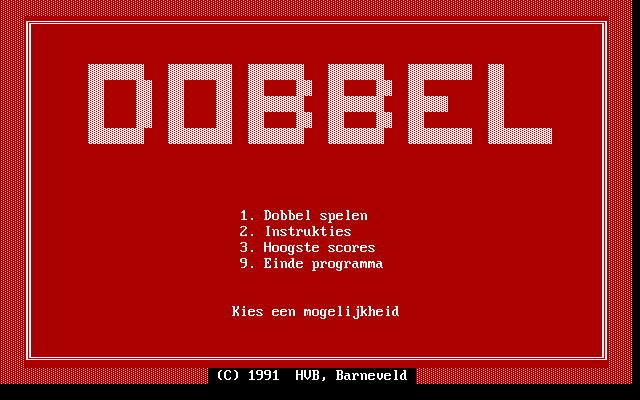 DOBBEL
1. Dobbel spelen
2. Instrukties
3. Hoogste scores
9. Einde programma
Kies een mogelijkheid
(C) 1991 HVB, Barneveld